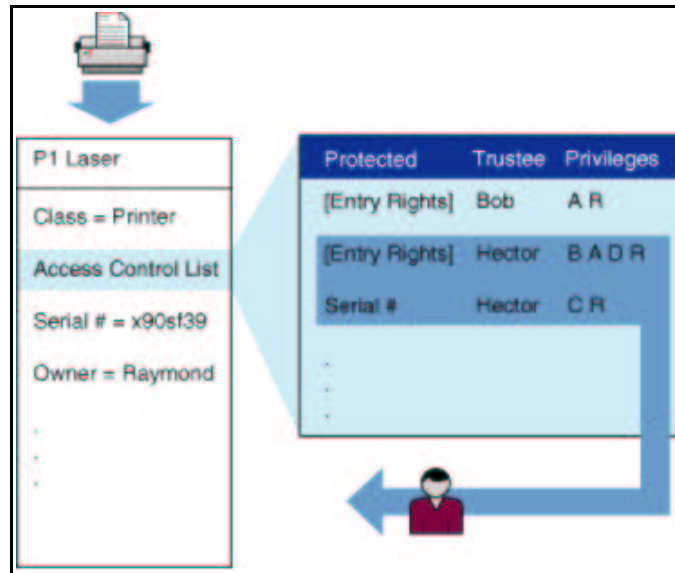 P1 Laser
Class = Printer
Access Control List
Serial # = x90sf39
Owner = Raymond
.
.
.
Protected Trustee Privileges
[Entry Rights] Bob A R
[Entry Rights] Hector B A D R
Serial # Hector C R
.
.
.